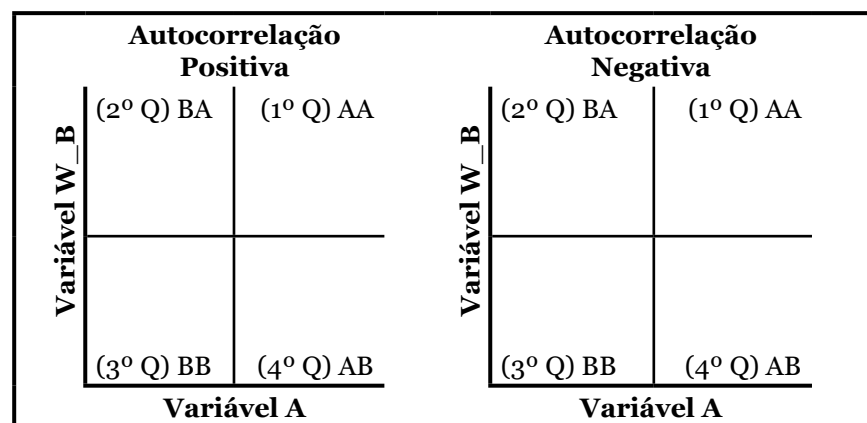 Autocorrelação
Positiva
Variável W_B
(2º Q) BA
(1º Q) AA
(3º Q) BB
(4º Q) AB
Variável A
Autocorrelação
Negativa
Variável W_B
(2º Q) BA
(1º Q) AA
(3º Q) BB
(4º Q) AB
Variável A